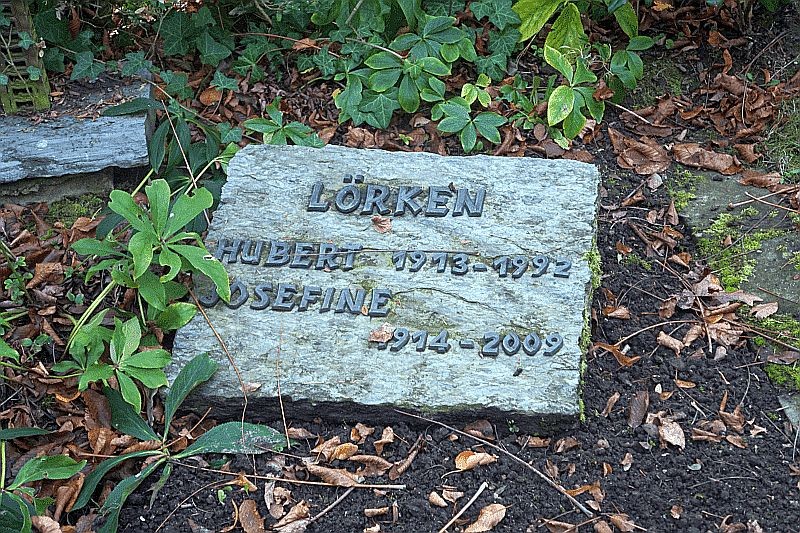 LÖRKEN
HUBERT 1913-1992
JOSEFINE
1914-2009